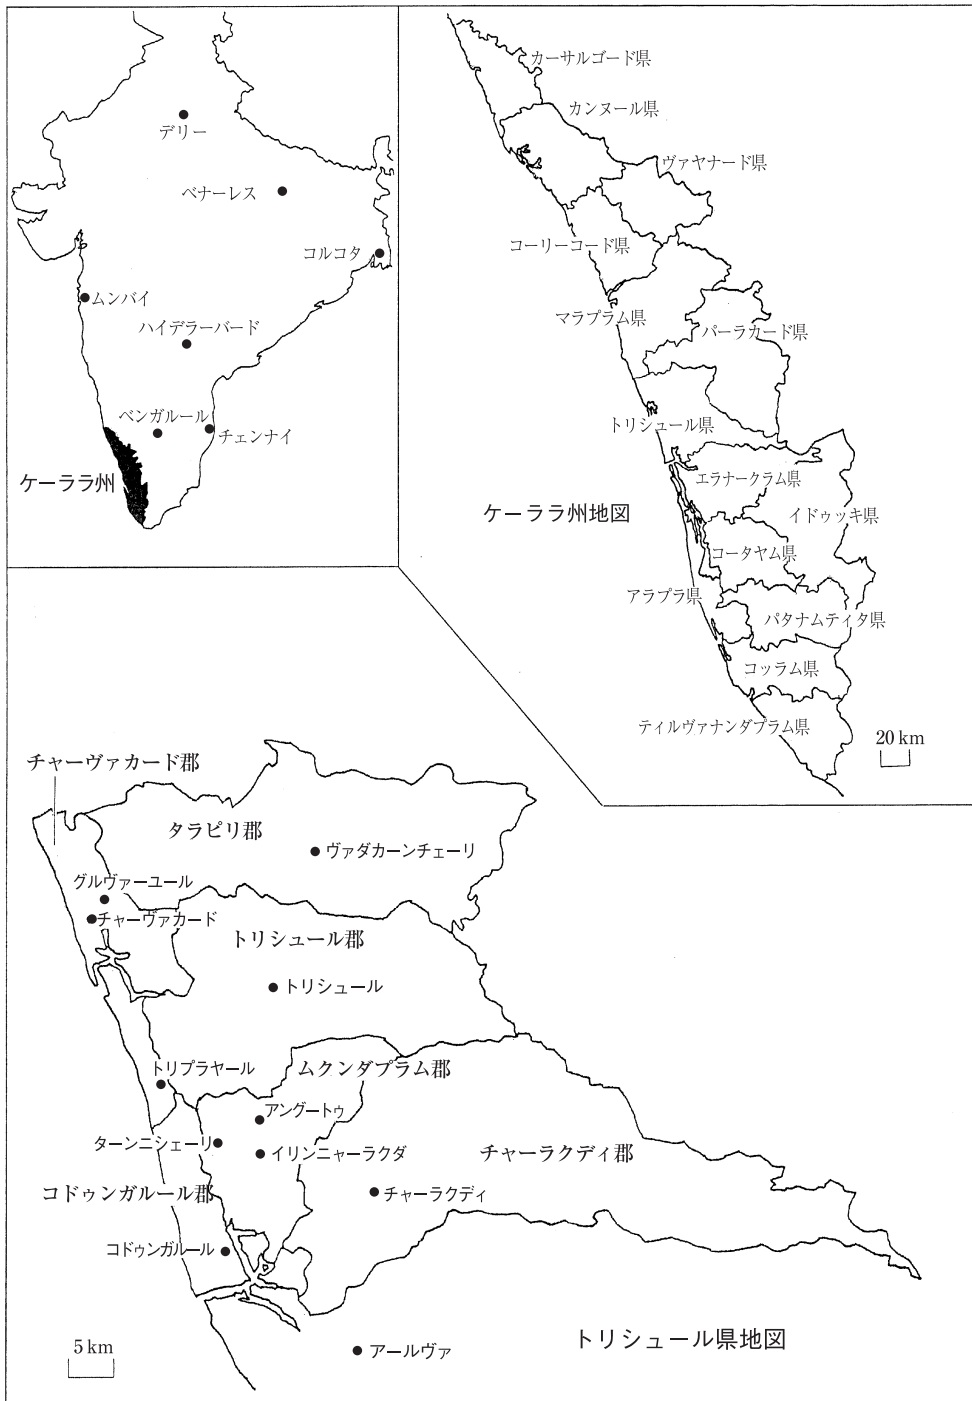 デリー
ベナーレス
コルコタ
ムンバイ
ハイデラーバード
ベンガルール
チェンナイ
ケーララ州
カーサルゴード県
カンヌール県
ヴァヤナード県
コーリーコード県
マラプラム県
パーラカード県
トリシュール県
エラナークラム県
ケーララ州地図
イドゥッキ県
コータヤム県
アラプラ県
パタナムティタ県
コッラム県
ティルヴァナンダプラム県
20 km
チャーヴァカード郡
タラピリ郡
ヴァダカーンチェーリ
グルヴァーユール
チャーヴァカード
トリシュール郡
トリシュール
トリプラヤール
ムクンダプラム郡
アングートゥ
ターンニシェーリ
イリンニャーラクダ
チャーラクディ郡
コドゥンガルール郡
チャーラクディ
コドゥンガルール
5 km
アールヴァ
トリシュール県地図